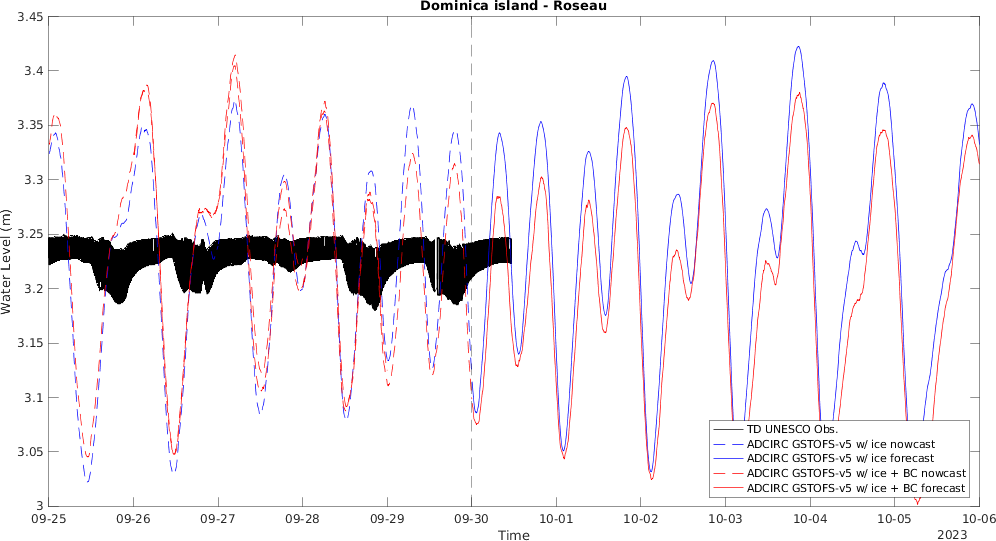 Dominica island - Roseau
3.45
3.4
3.35
3.3
3.25
3.2
3.15
3.1
3.05
3
Water Level (m)
TD UNESCO Obs.
ADCIRC GSTOFS-v5 w/ ice nowcast
ADCIRC GSTOFS-v5 w/ ice forecast
ADCIRC GSTOFS-v5 w/ ice + BC nowcast
ADCIRC GSTOFS-v5 w/ ice + BC forecast
09-25 09-26 09-27 09-28 09-29 09-30 10-01 10-02 10-03 10-04 10-05 10-06
Time
2023